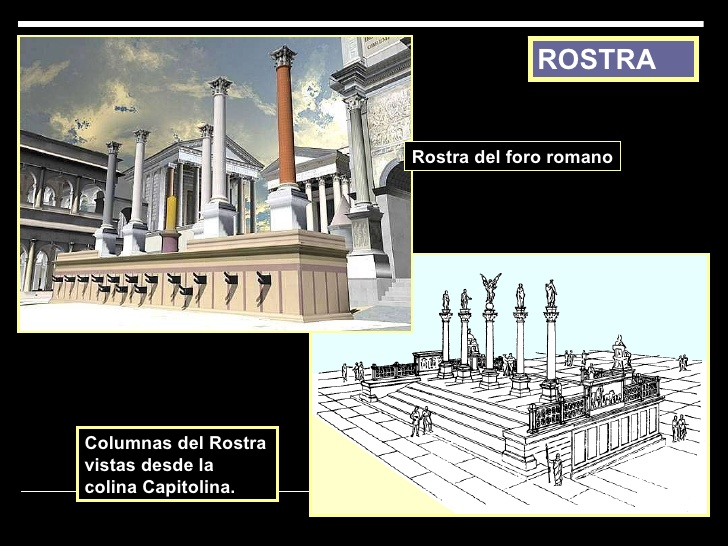 ROSTRA
Rostra del foro romano
Columnas del Rostra
vistas desde la
colina Capitolina.